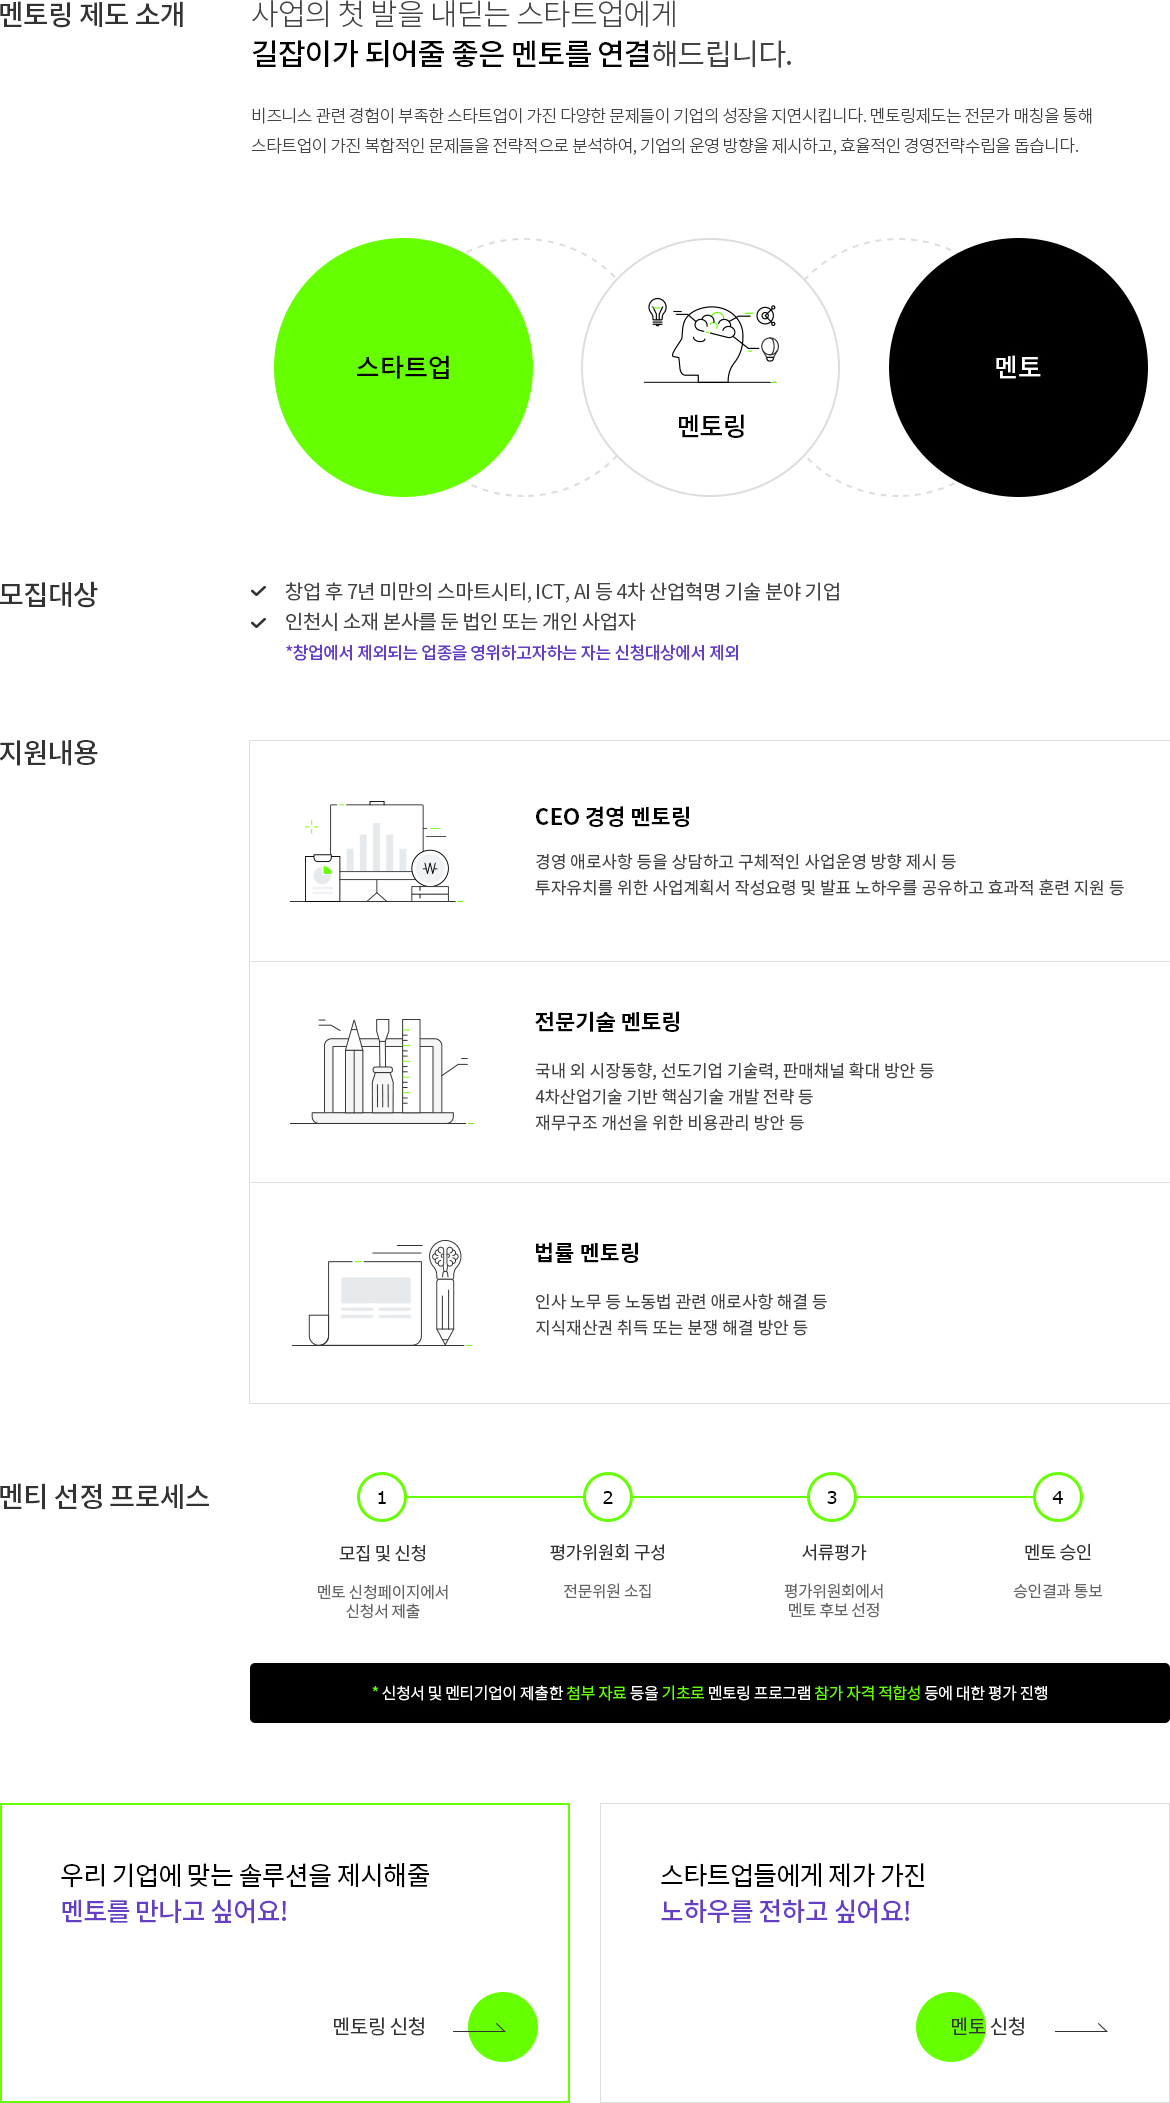 멘토링 제도 소개
사업의 첫 발을 내딛는 스타트업에게
길잡이가 되어줄 좋은 멘토를 연결해드립니다.
비즈니스 관련 경험이 부족한 스타트업이 가진 다양한 문제들이 기업의 성장을 지연시킵니다. 멘토링제도는 전문가 매칭을 통해
스타트업이 가진 복합적인 문제들을 전략적으로 분석하여, 기업의 운영 방향을 제시하고, 효율적인 경영전략수립을 돕습니다.
스타트업
멘토링
멘토
모집대상
창업 후 7년 미만의 스마트시티, ICT, AI 등 4차 산업혁명 기술 분야 기업
인천시 소재 본사를 둔 법인 또는 개인 사업자
*창업에서 제외되는 업종을 영위하고자하는 자는 신청대상에서 제외
지원내용
CEO 경영 멘토링
경영 애로사항 등을 상담하고 구체적인 사업운영 방향 제시 등
투자유치를 위한 사업계획서 작성요령 및 발표 노하우를 공유하고 효과적 훈련 지원 등
₩
전문기술 멘토링
국내 외 시장동향, 선도기업 기술력, 판매채널 확대 방안 등
4차산업기술 기반 핵심기술 개발 전략 등
재무구조 개선을 위한 비용관리 방안 등
법률 멘토링
인사 노무 등 노동법 관련 애로사항 해결 등
지식재산권 취득 또는 분쟁 해결 방안 등
멘티 선정 프로세스
1
모집 및 신청
멘토 신청페이지에서
신청서 제출
2
평가위원회 구성
전문위원 소집
3
서류평가
평가위원회에서
멘토 후보 선정
4
멘토 승인
승인결과 통보
* 신청서 및 멘티기업이 제출한 첨부 자료 등을 기초로 멘토링 프로그램 참가 자격 적합성 등에 대한 평가 진행
우리 기업에 맞는 솔루션을 제시해줄
멘토를 만나고 싶어요!
멘토링 신청
스타트업들에게 제가 가진
노하우를 전하고 싶어요!
멘토 신청